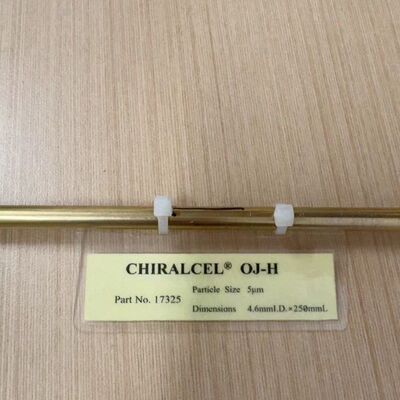 CHIRALCEL® OJ-H
Particle Size 5μm
Part No. 17325
Dimensions 4.6mmI.D.×250mmL